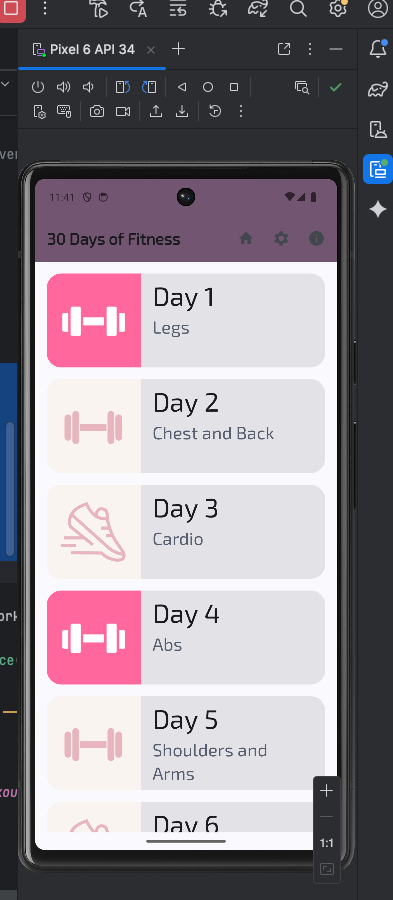 Pixel 6 API 34
11:41
30 Days of Fitness
Day 1
Legs
Day 2
Chest and Back
Day 3
Cardio
Day 4
Abs
Day 5
Shoulders and
Arms
Day 6
1:1